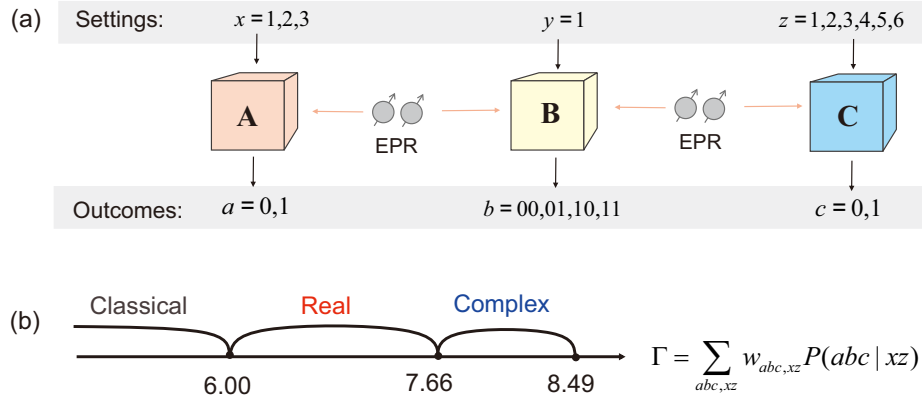 (a) Settings: x = 1,2,3 y = 1 z = 1,2,3,4,5,6
A B C
EPR EPR
Outcomes: a = 0,1 b = 00,01,10,11 c = 0,1
(b) Classical Real Complex
6.00 7.66 8.49
Γ = ∑ w_{abc,xz} P(abc | xz)
abc,xz